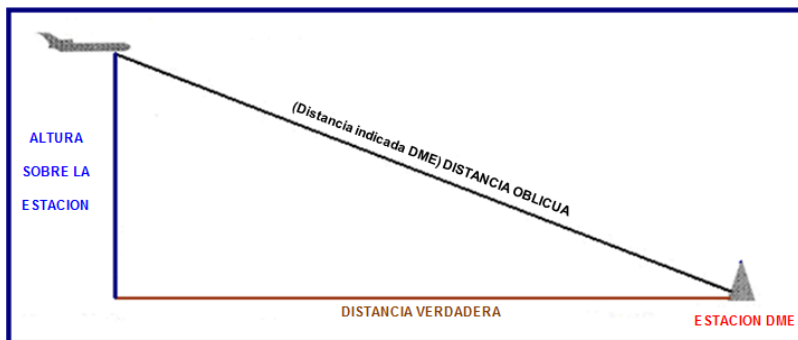 (Distancia indicada DME) DISTANCIA OBLICUA
ALTURA
SOBRE LA
ESTACION
DISTANCIA VERDADERA
ESTACION DME